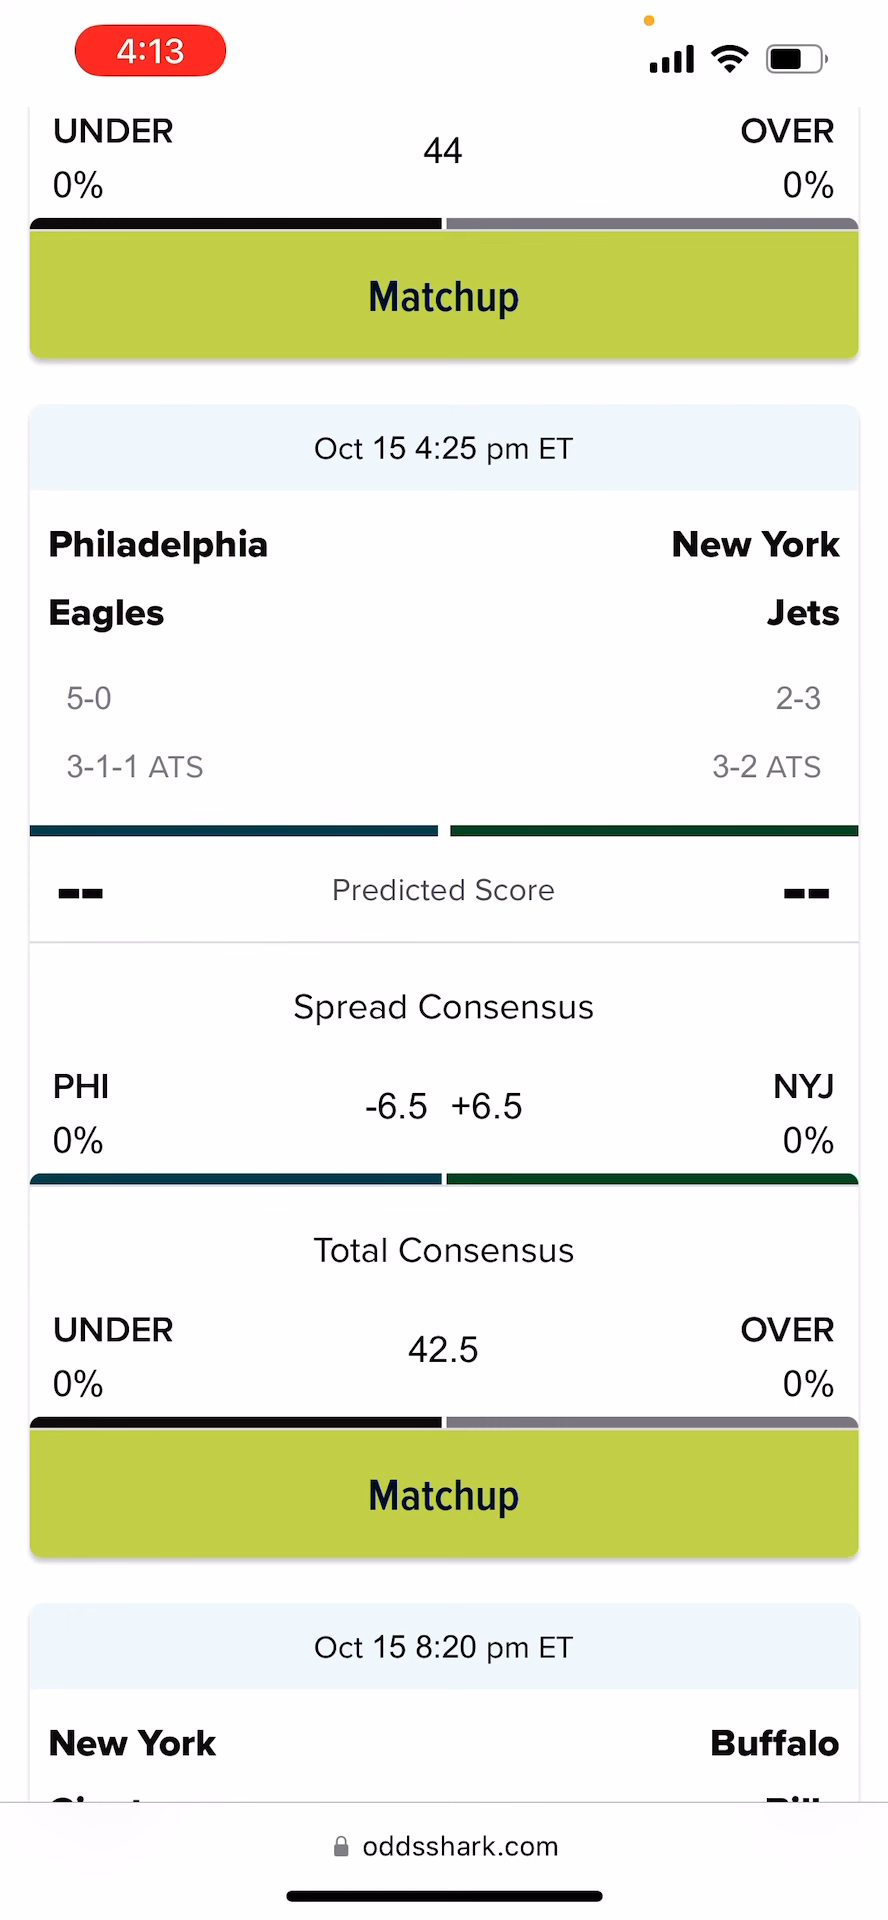 4:13
UNDER 44 OVER
0% 0%
Matchup
Oct 15 4:25 pm ET
Philadelphia New York
Eagles Jets
5-0 2-3
3-1-1 ATS 3-2 ATS
-- Predicted Score --
Spread Consensus
PHI -6.5 +6.5 NYJ
0% 0%
Total Consensus
UNDER 42.5 OVER
0% 0%
Matchup
Oct 15 8:20 pm ET
New York Buffalo
oddsshark.com